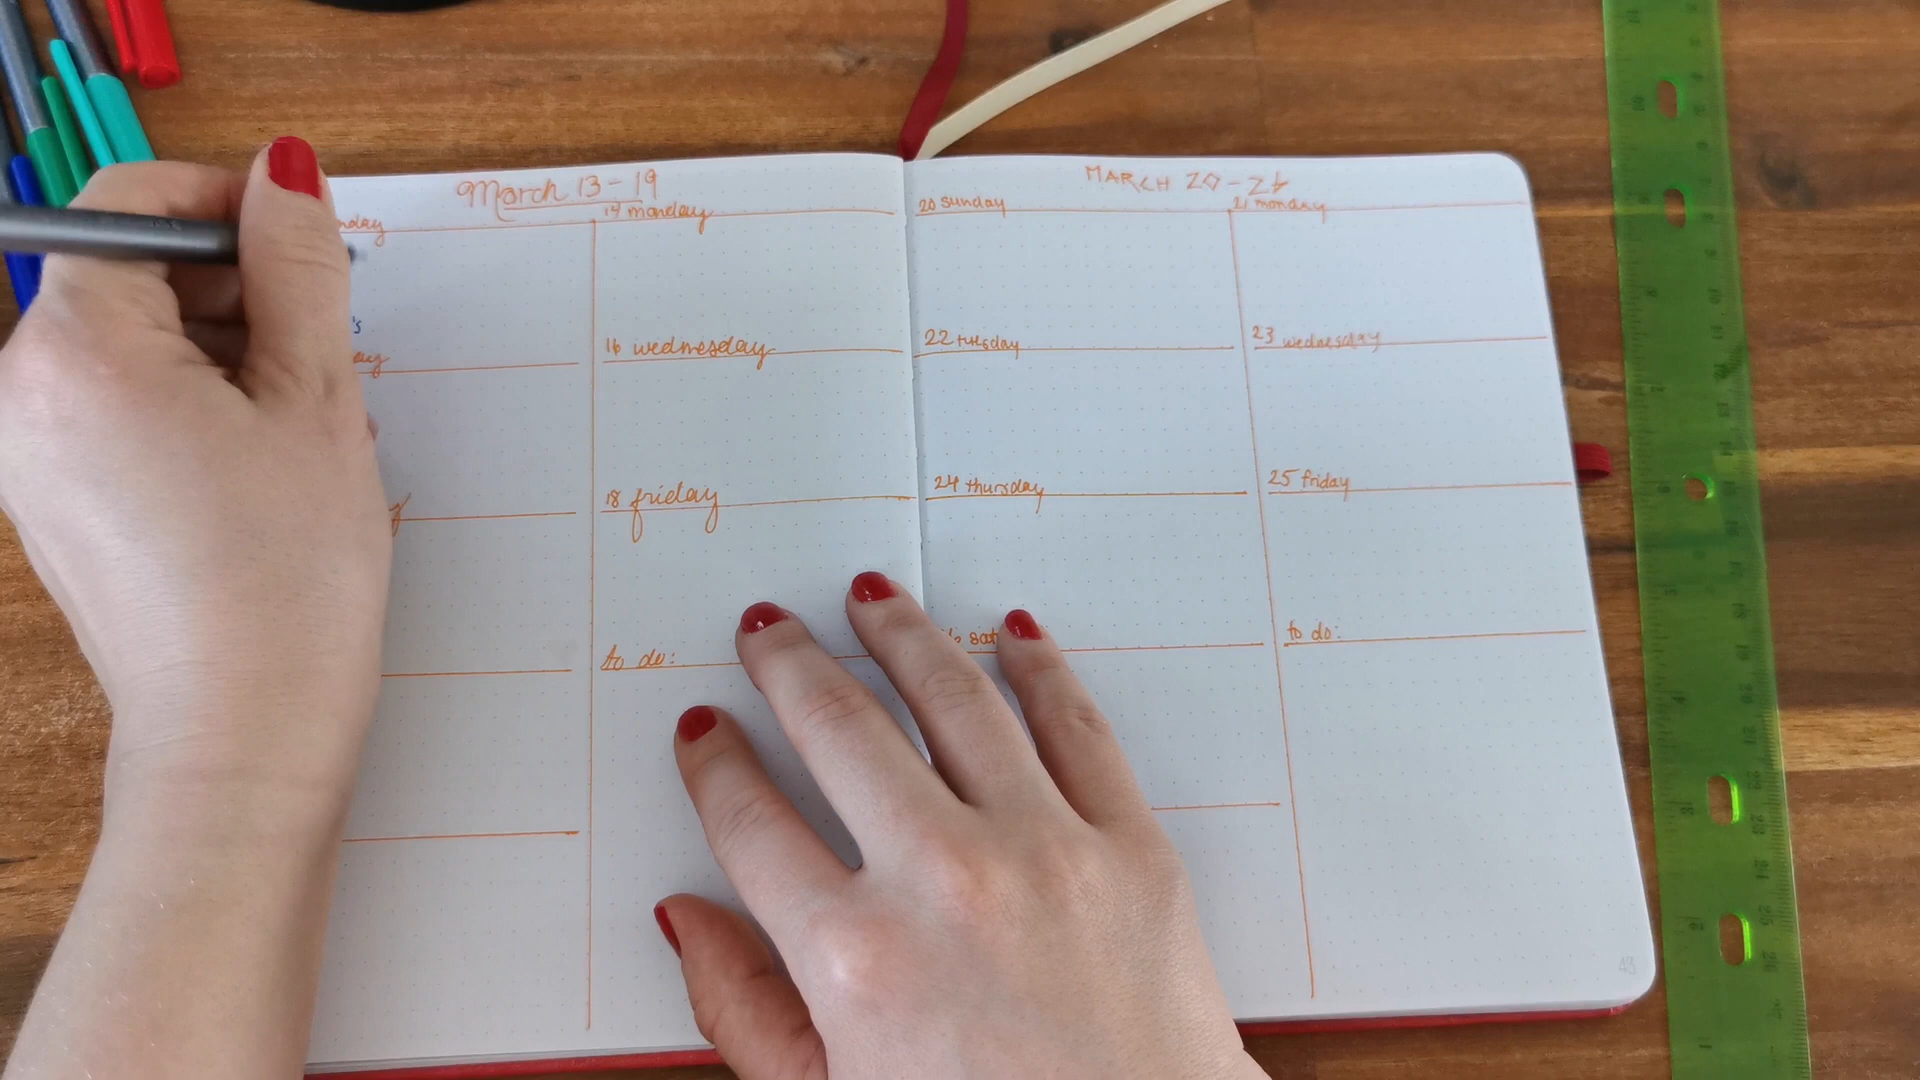 March 13-19
14 monday
's
16 wednesday
18 friday
to do:
MARCH 20-26
20 sunday
21 monday
22 tuesday
23 wednesday
24 thursday
25 friday
to do:
43